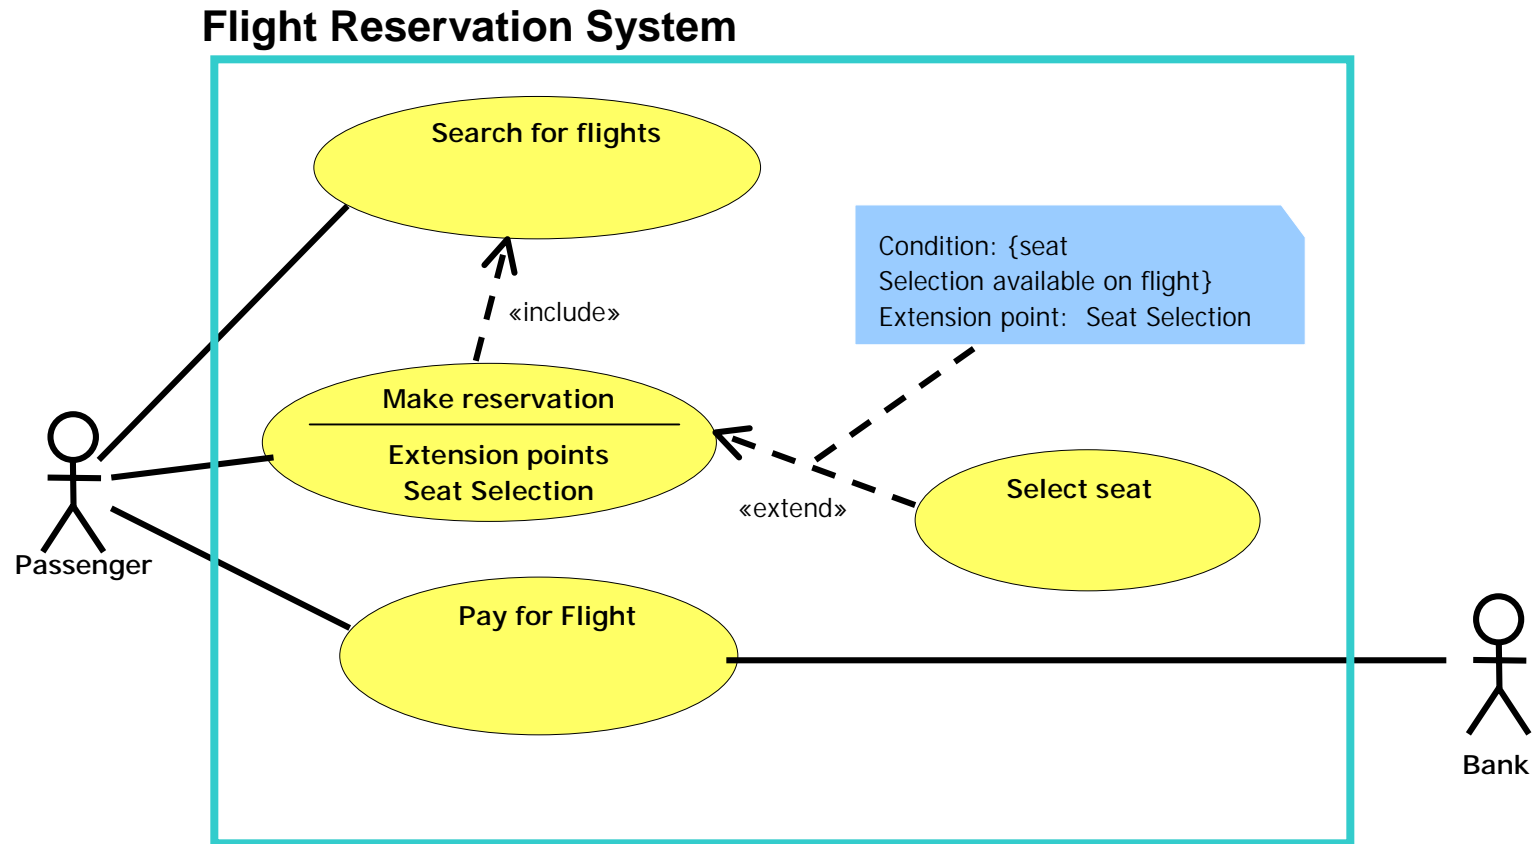 Flight Reservation System
Search for flights
Condition: {seat
Selection available on flight}
Extension point: Seat Selection
«include»
Make reservation
Extension points
Seat Selection
Select seat
«extend»
Passenger
Pay for Flight
Bank